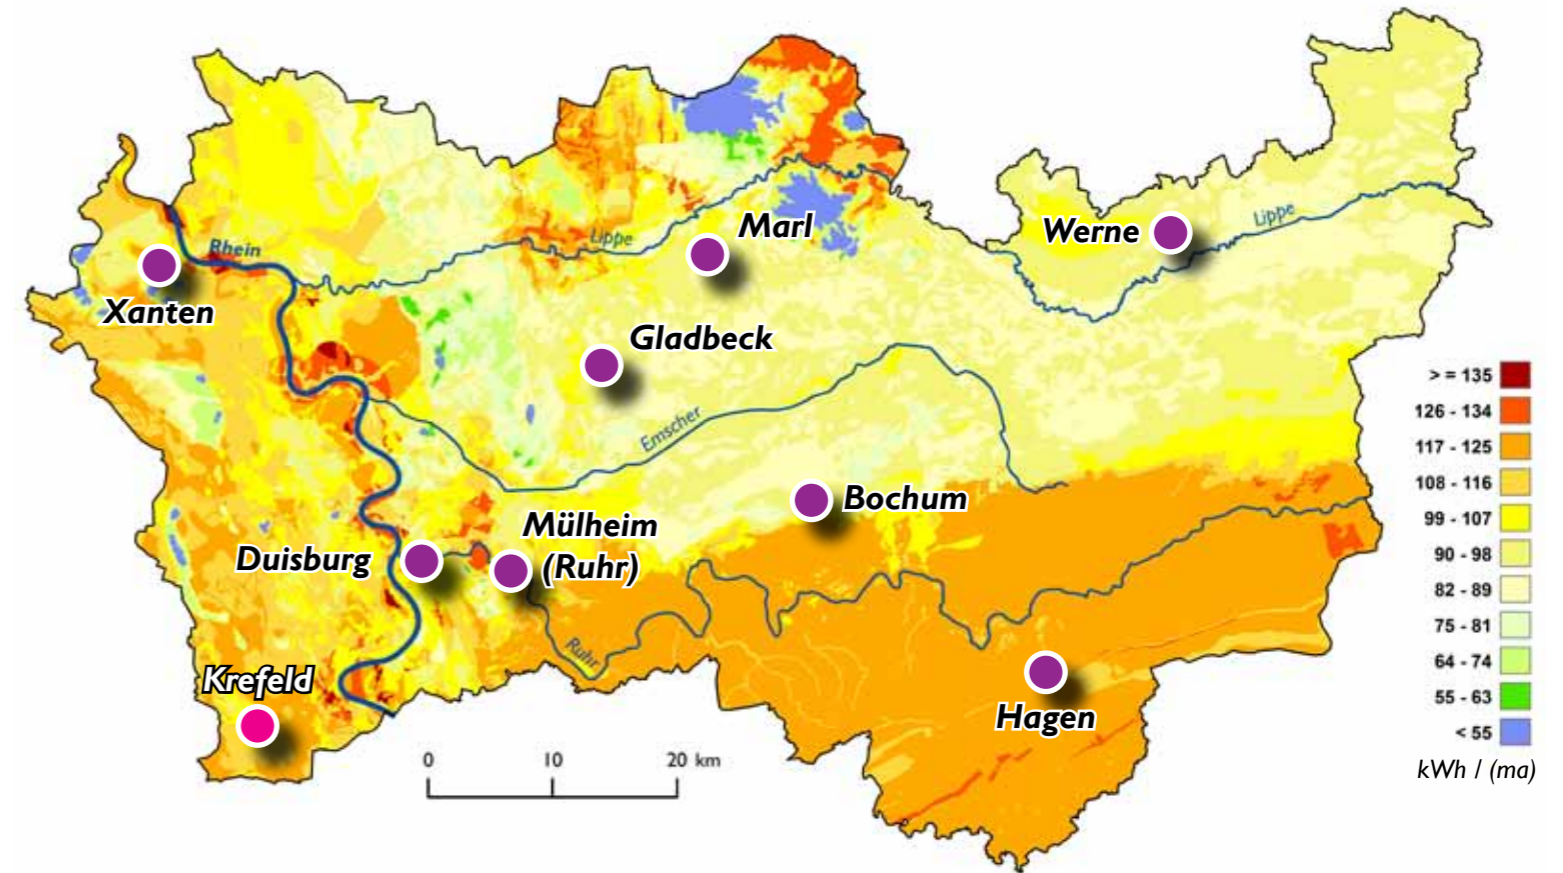 Marl
Werne
Lippe
Rhein
Lippe
Xanten
Gladbeck
Emscher
> = 135
126 - 134
117 - 125
108 - 116
99 - 107
90 - 98
82 - 89
75 - 81
64 - 74
55 - 63
< 55
kWh / (ma)
Bochum
Mülheim
(Ruhr)
Duisburg
Ruhr
Krefeld
Hagen
0 10 20 km